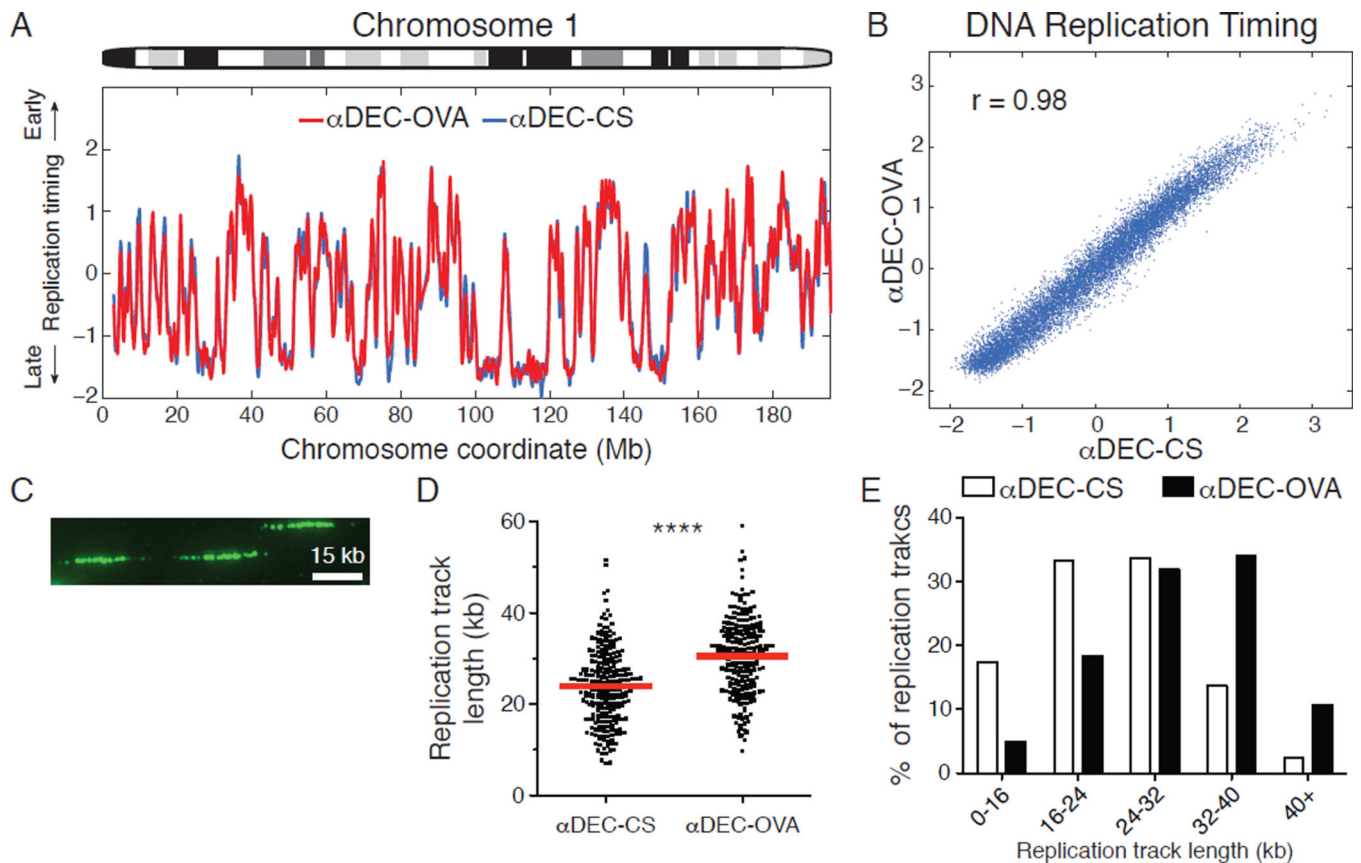 A
Chromosome 1
Early
Replication timing
Late
αDEC-OVA αDEC-CS
2
1
0
−1
−2
0 20 40 60 80 100 120 140 160 180
Chromosome coordinate (Mb)
B
DNA Replication Timing
r = 0.98
αDEC-OVA
3
2
1
0
−1
−2
−2 −1 0 1 2 3
αDEC-CS
C
15 kb
D
Replication track
length (kb)
****
60
40
20
0
αDEC-CS αDEC-OVA
E
αDEC-CS αDEC-OVA
% of replication trakcs
40
30
20
10
0
0-16 16-24 24-32 32-40 40+
Replication track length (kb)